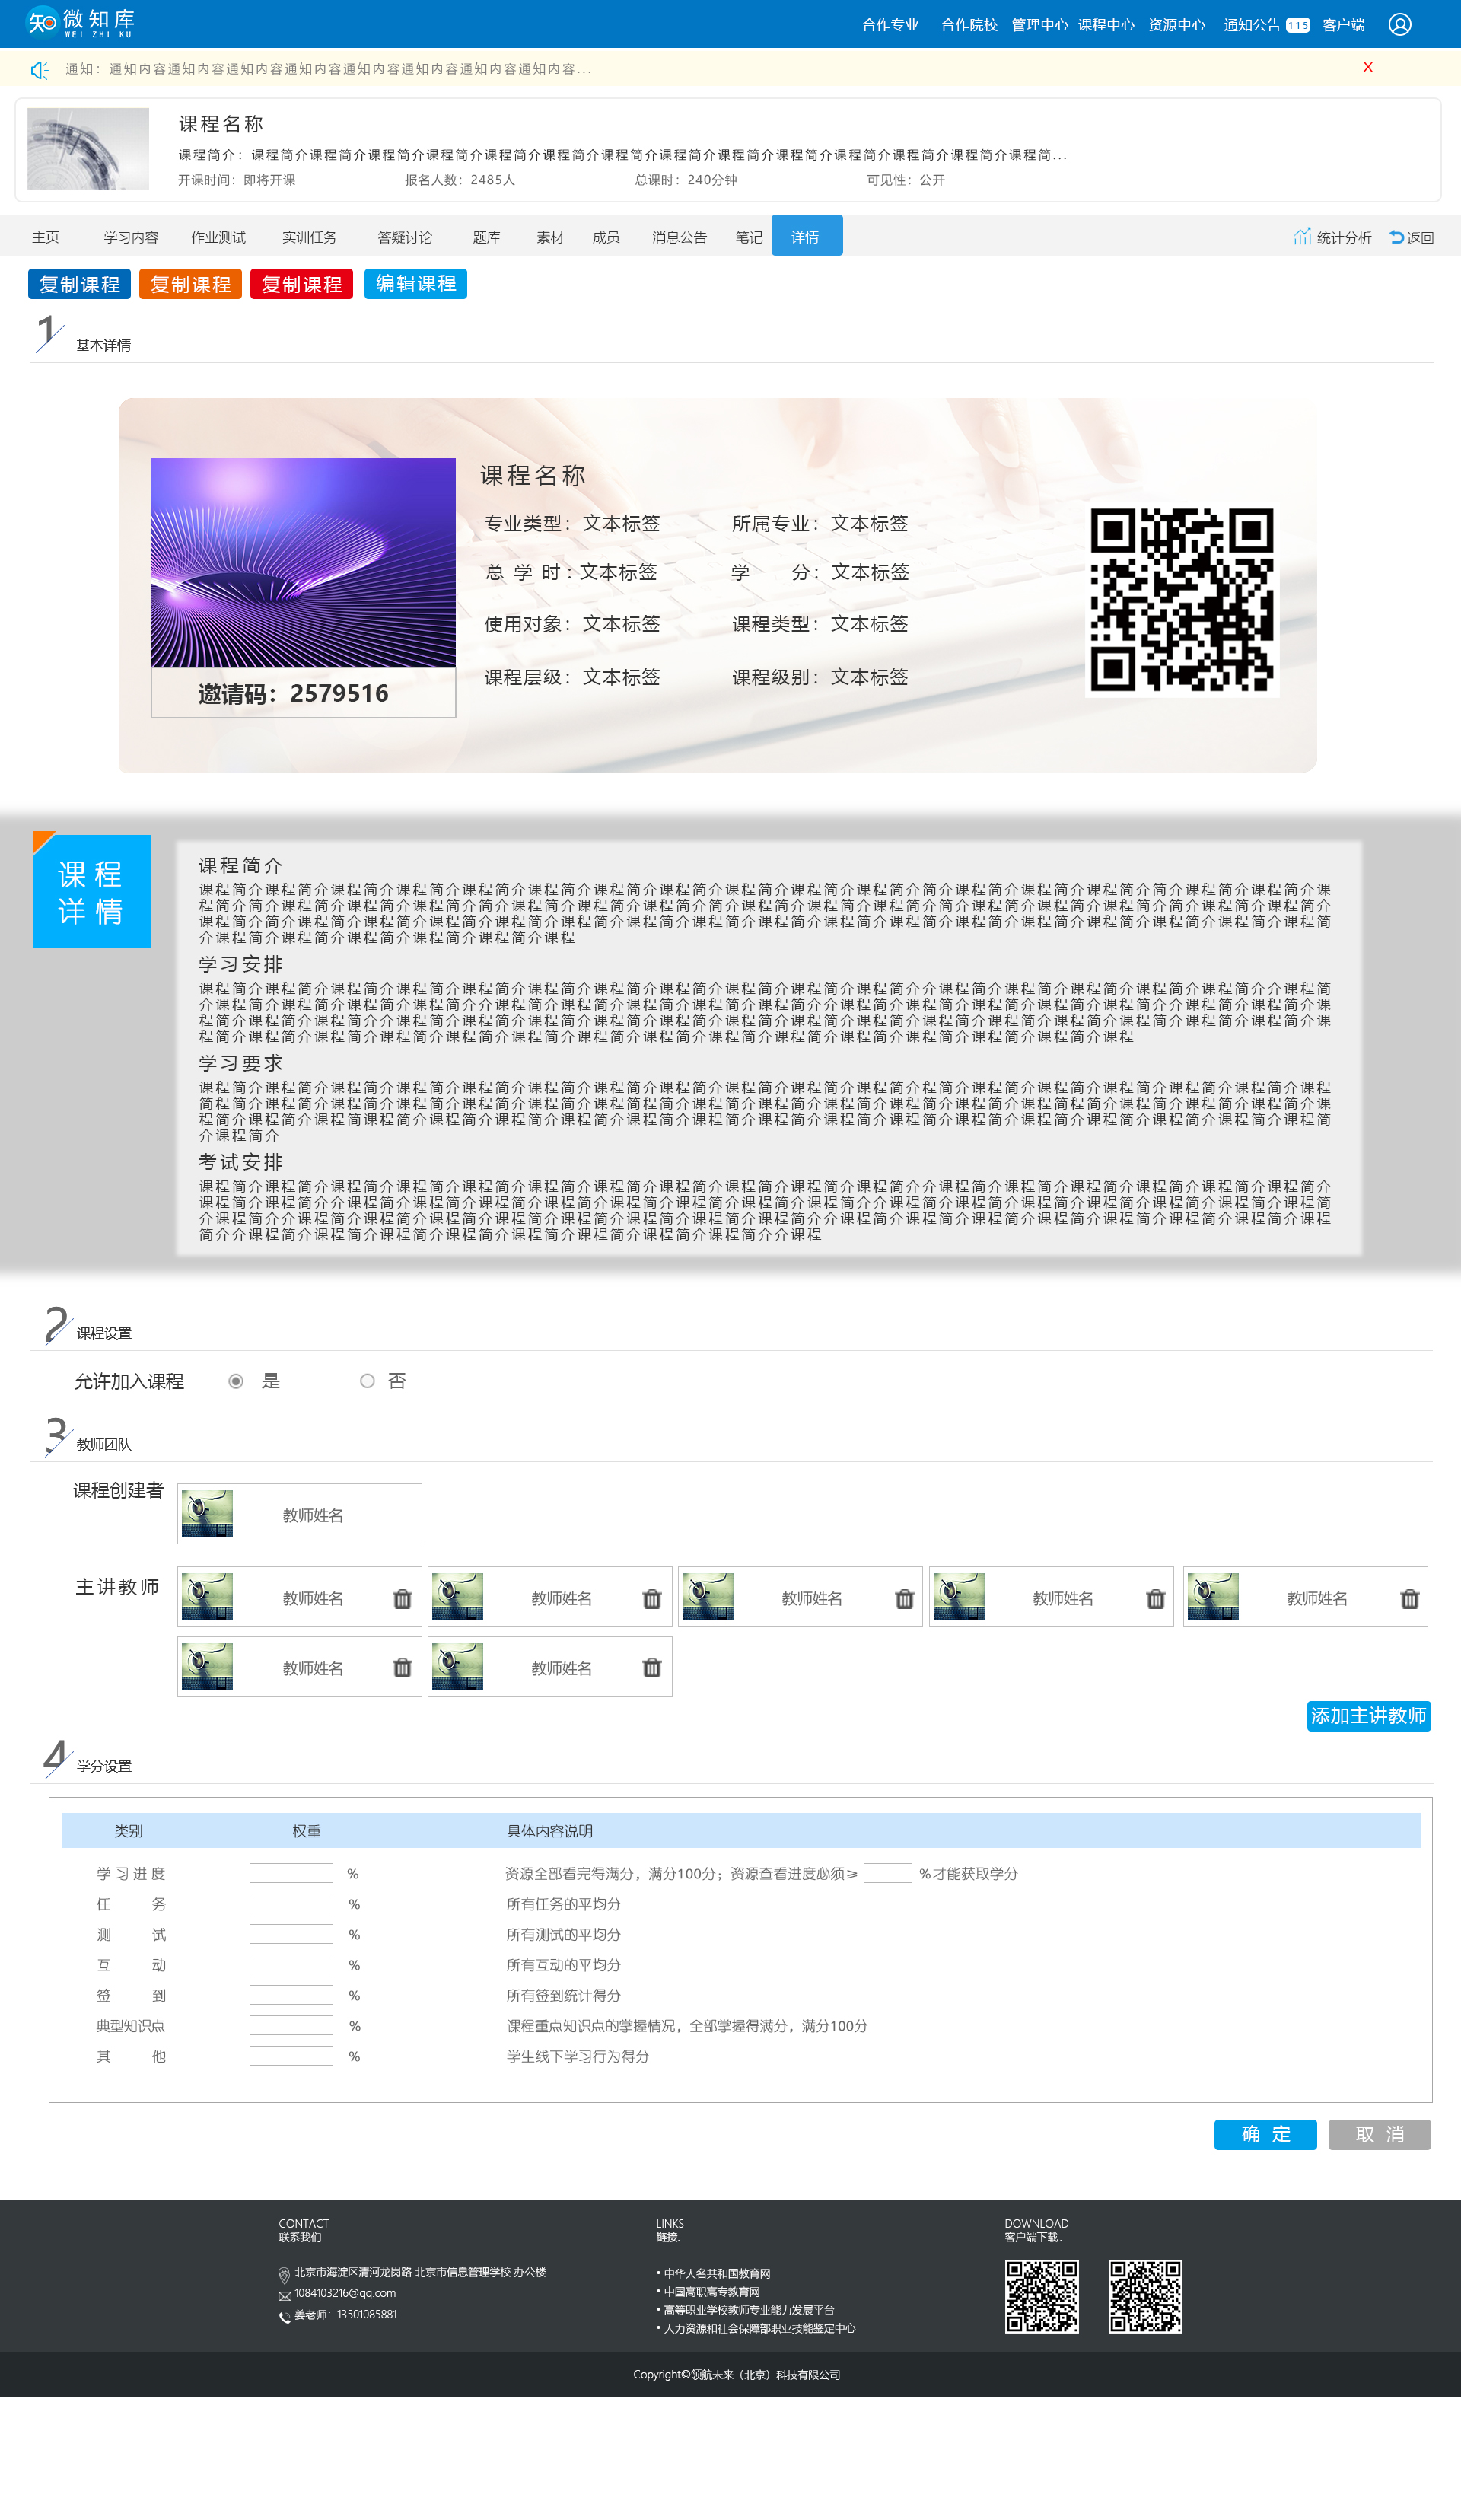 微知库
WEI ZHI KU
合作专业 合作院校 管理中心 课程中心 资源中心 通知公告 115 客户端
通知：通知内容通知内容通知内容通知内容通知内容通知内容通知内容通知内容... X
课程名称
课程简介：课程简介课程简介课程简介课程简介课程简介课程简介课程简介课程简介课程简介课程简介课程简介课程简介课程简介课程简...
开课时间：即将开课 报名人数：2485人 总课时：240分钟 可见性：公开
主页 学习内容 作业测试 实训任务 答疑讨论 题库 素材 成员 消息公告 笔记 详情 统计分析 返回
复制课程 复制课程 复制课程 编辑课程
1 基本详情
课程名称
专业类型：文本标签 所属专业：文本标签
总 学 时：文本标签 学 分：文本标签
使用对象：文本标签 课程类型：文本标签
课程层级：文本标签 课程级别：文本标签
邀请码：2579516
课程
详情
课程简介
课程简介课程简介课程简介课程简介课程简介课程简介课程简介课程简介课程简介课程简介课程简介简介课程简介课程简介课程简介简介课程简介课程简介课
程简介简介课程简介课程简介课程简介简介课程简介课程简介课程简介课程简介课程简介课程简介课程简介简介课程简介课程简介课程简介简介课程简介课程简介
课程简介简介课程简介课程简介课程简介课程简介课程简介课程简介课程简介课程简介课程简介课程简介课程简介课程简介课程简介课程简介课程简介课程简
介课程简介课程简介课程简介课程简介课程简介课程
学习安排
课程简介课程简介课程简介课程简介课程简介课程简介课程简介课程简介课程简介课程简介课程简介介课程简介课程简介课程简介课程简介课程简介介课程简
介课程简介课程简介课程简介课程简介介课程简介课程简介课程简介课程简介课程简介介课程简介课程简介课程简介课程简介课程简介介课程简介课程简介课
程简介课程简介课程简介介课程简介课程简介课程简介课程简介课程简介课程简介课程简介课程简介课程简介课程简介课程简介课程简介课程简介课程简介课
程简介课程简介课程简介课程简介课程简介课程简介课程简介课程简介课程简介课程简介课程简介课程简介课程简介课程简介课程
学习要求
课程简介课程简介课程简介课程简介课程简介课程简介课程简介课程简介课程简介课程简介课程简介程简介课程简介课程简介课程简介课程简介课程简介课程
简程简介课程简介课程简介课程简介课程简介课程简介课程简程简介课程简介课程简介课程简介课程简介课程简介课程简程简介课程简介课程简介课程简介课
程简介课程简介课程简课程简介课程简介课程简介课程简介课程简介课程简介课程简介课程简介课程简介课程简介课程简介课程简介课程简介课程简介课程简
介课程简介
考试安排
课程简介课程简介课程简介课程简介课程简介课程简介课程简介课程简介课程简介课程简介课程简介介课程简介课程简介课程简介课程简介课程简介课程简介
课程简介课程简介介课程简介课程简介课程简介课程简介课程简介课程简介课程简介课程简介介课程简介课程简介课程简介课程简介课程简介课程简介课程简
介课程简介介课程简介课程简介课程简介课程简介课程简介课程简介课程简介课程简介介课程简介课程简介课程简介课程简介课程简介课程简介课程简介课程
简介介课程简介课程简介课程简介课程简介课程简介课程简介课程简介课程简介介课程
2 课程设置
允许加入课程 是 否
3 教师团队
课程创建者 教师姓名
主讲教师 教师姓名 教师姓名 教师姓名 教师姓名 教师姓名
教师姓名 教师姓名
添加主讲教师
4 学分设置
类别 权重 具体内容说明
学习进度 % 资源全部看完得满分，满分100分；资源查看进度必须≥ %才能获取学分
任 务 % 所有任务的平均分
测 试 % 所有测试的平均分
互 动 % 所有互动的平均分
签 到 % 所有签到统计得分
典型知识点 % 课程重点知识点的掌握情况，全部掌握得满分，满分100分
其 他 % 学生线下学习行为得分
确 定 取 消
CONTACT
联系我们
北京市海淀区清河龙岗路 北京市信息管理学校 办公楼
1084103216@qq.com
姜老师：13501085881
LINKS
链接:
• 中华人名共和国教育网
• 中国高职高专教育网
• 高等职业学校教师专业能力发展平台
• 人力资源和社会保障部职业技能鉴定中心
DOWNLOAD
客户端下载：
Copyright©领航未来（北京）科技有限公司